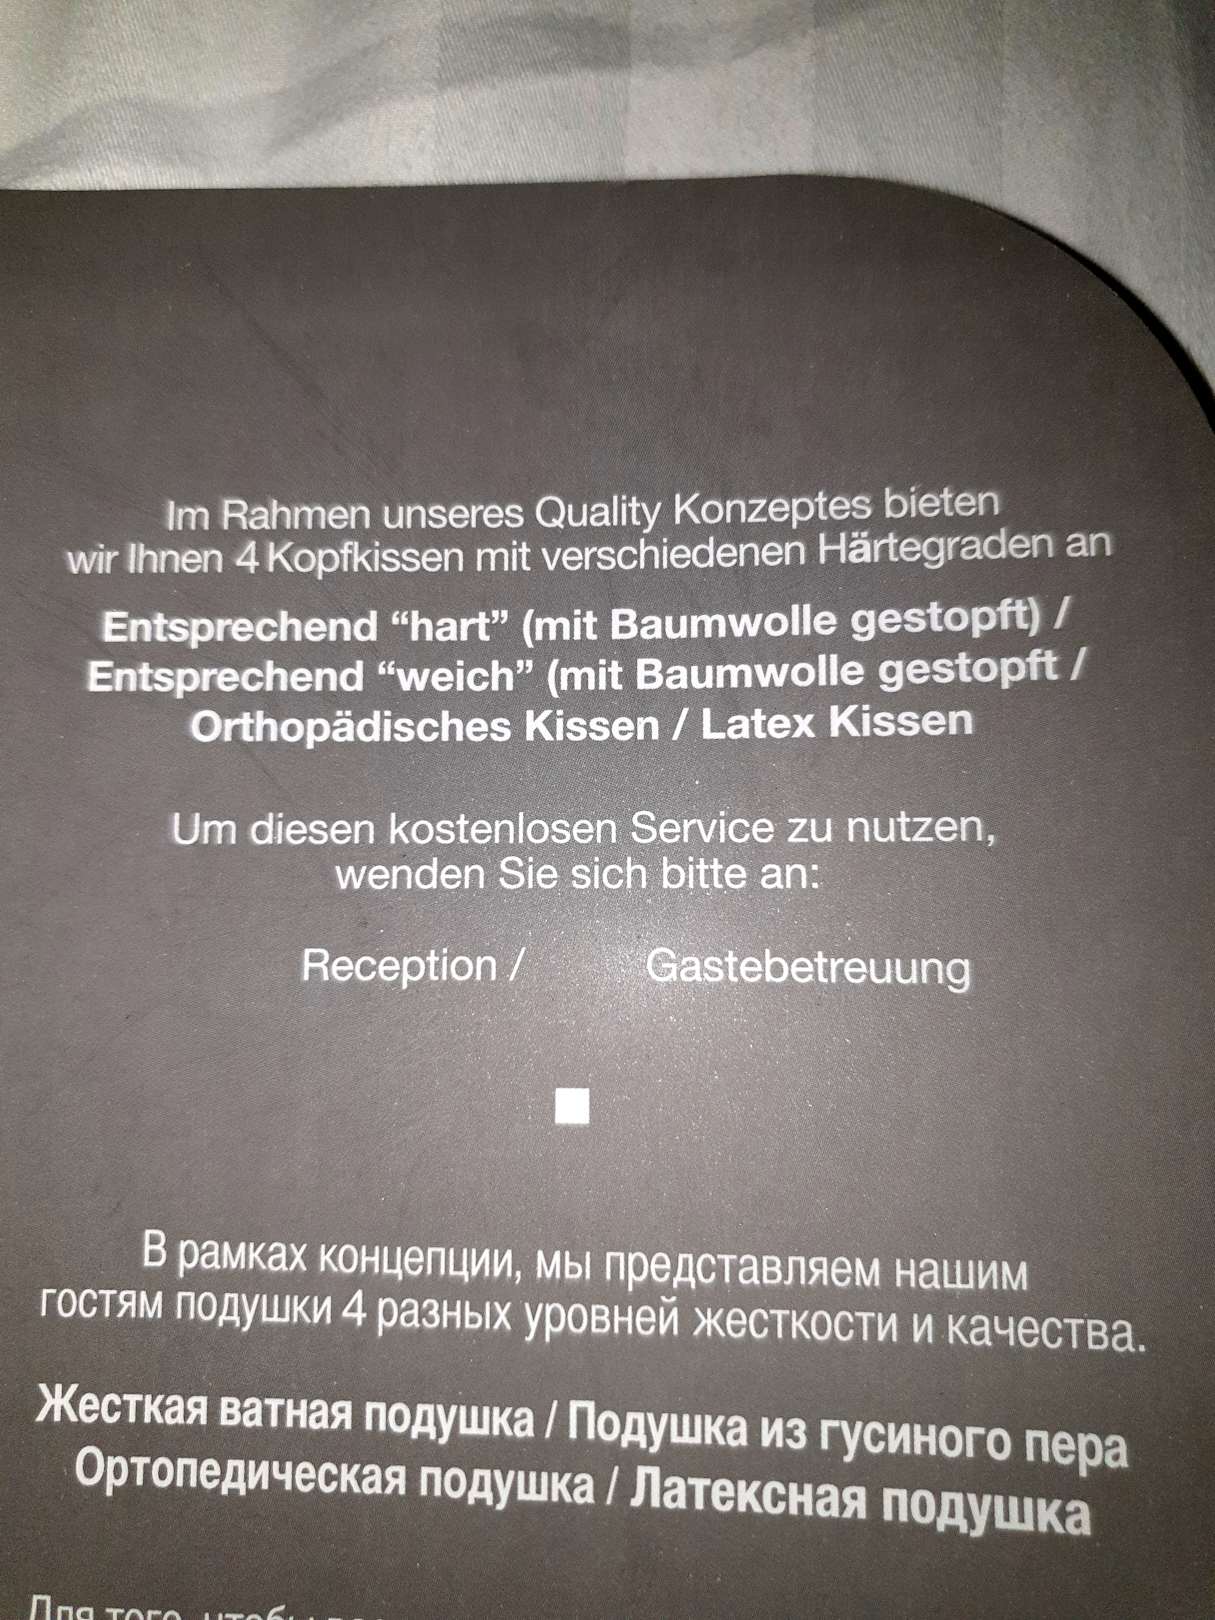 Im Rahmen unseres Quality Konzeptes bieten
wir Ihnen 4 Kopfkissen mit verschiedenen Härtegraden an
Entsprechend “hart” (mit Baumwolle gestopft) /
Entsprechend “weich” (mit Baumwolle gestopft /
Orthopädisches Kissen / Latex Kissen
Um diesen kostenlosen Service zu nutzen,
wenden Sie sich bitte an:
Reception / Gastebetreuung
В рамках концепции, мы представляем нашим
гостям подушки 4 разных уровней жесткости и качества.
Жесткая ватная подушка / Подушка из гусиного пера
Ортопедическая подушка / Латексная подушка
Для того, чтобы